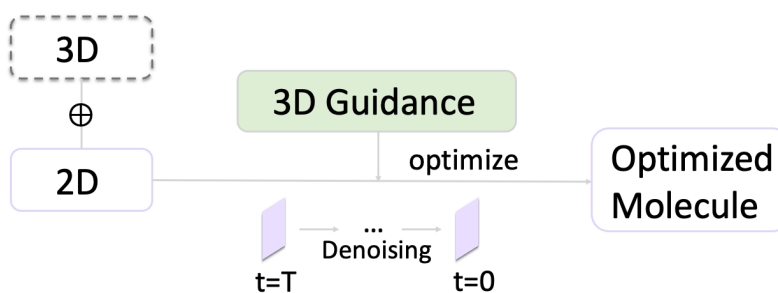 3D
⊕
2D
3D Guidance
optimize
Optimized
Molecule
...
Denoising
t=T
t=0